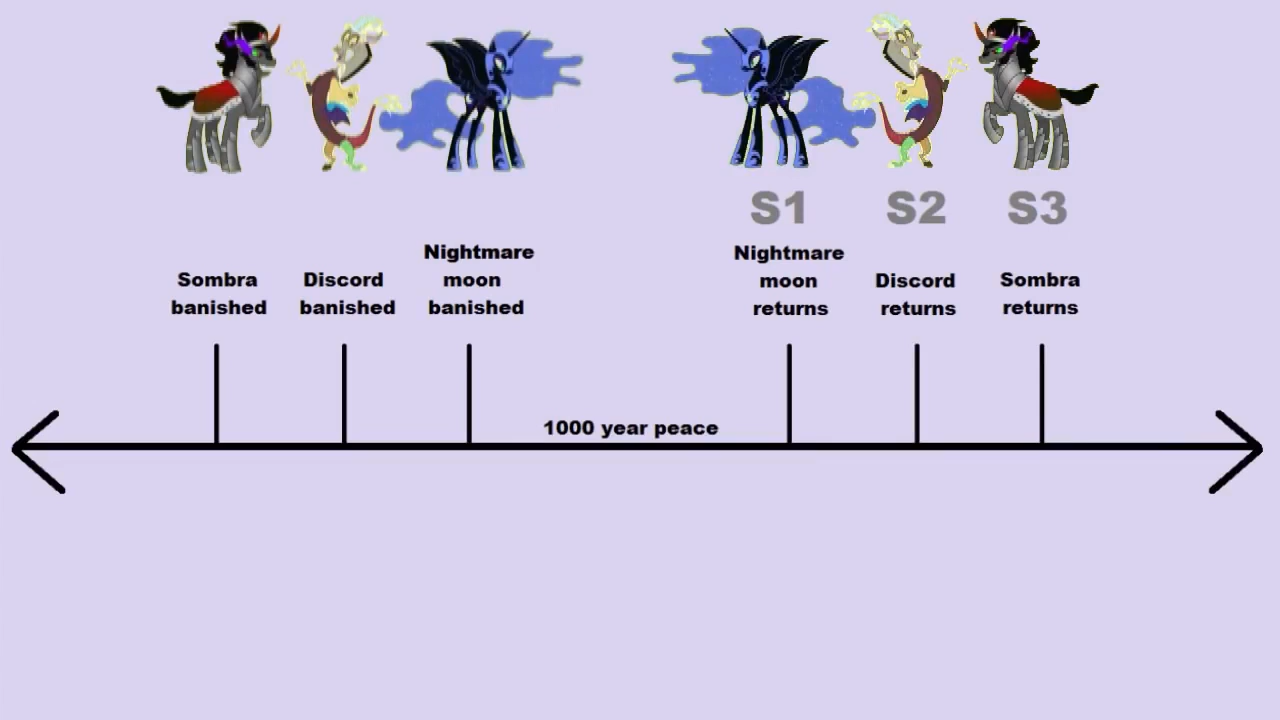 S1
S2
S3
Sombra
banished
Discord
banished
Nightmare
moon
banished
Nightmare
moon
returns
Discord
returns
Sombra
returns
1000 year peace